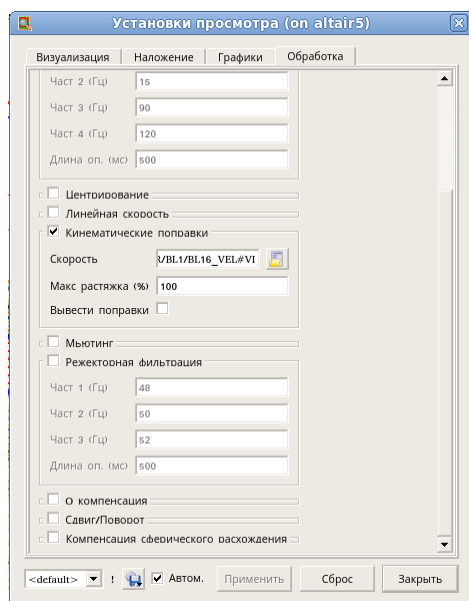 Установки просмотра (on altair5)
Визуализация Наложение Графики Обработка
Част 2 (Гц) 15
Част 3 (Гц) 90
Част 4 (Гц) 120
Длина оп. (мс) 500
Центрирование
Линейная скорость
Кинематические поправки
Скорость R/BL1/BL16_VEL#VI
Макс растяжка (%) 100
Вывести поправки
Мьютинг
Режекторная фильтрация
Част 1 (Гц) 48
Част 2 (Гц) 50
Част 3 (Гц) 52
Длина оп. (мс) 500
О компенсация
Сдвиг/Поворот
Компенсация сферического расхождения
<default> ! Автом. Применить Сброс Закрыть